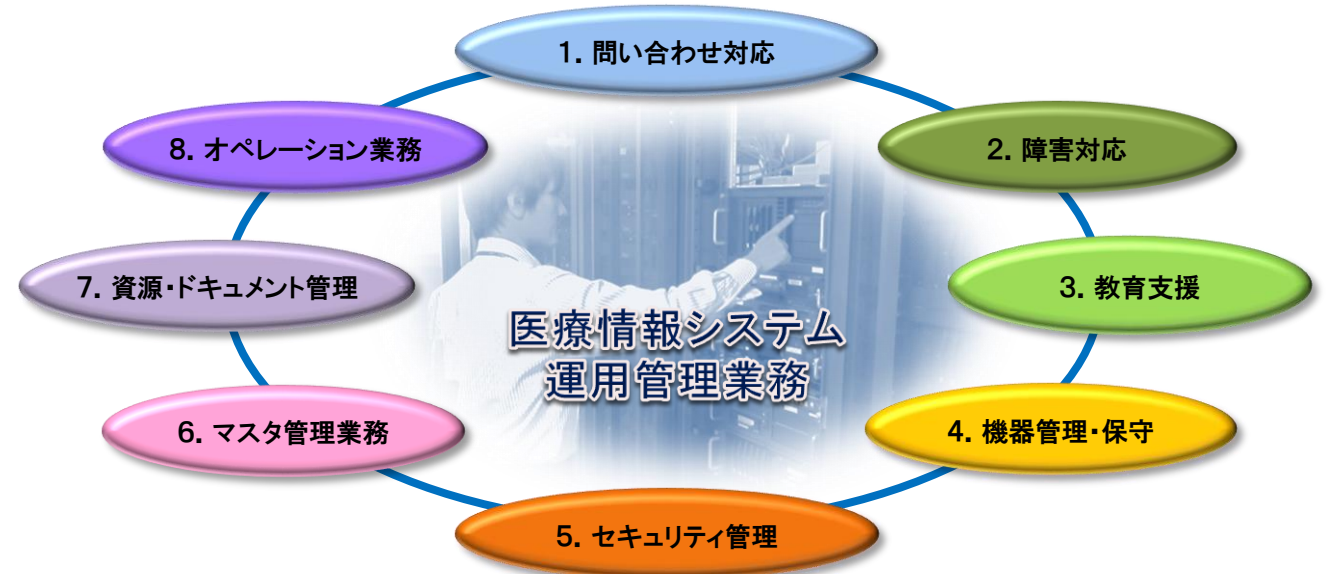 1. 問い合わせ対応
2. 障害対応
3. 教育支援
4. 機器管理・保守
5. セキュリティ管理
6. マスタ管理業務
7. 資源・ドキュメント管理
8. オペレーション業務
医療情報システム
運用管理業務